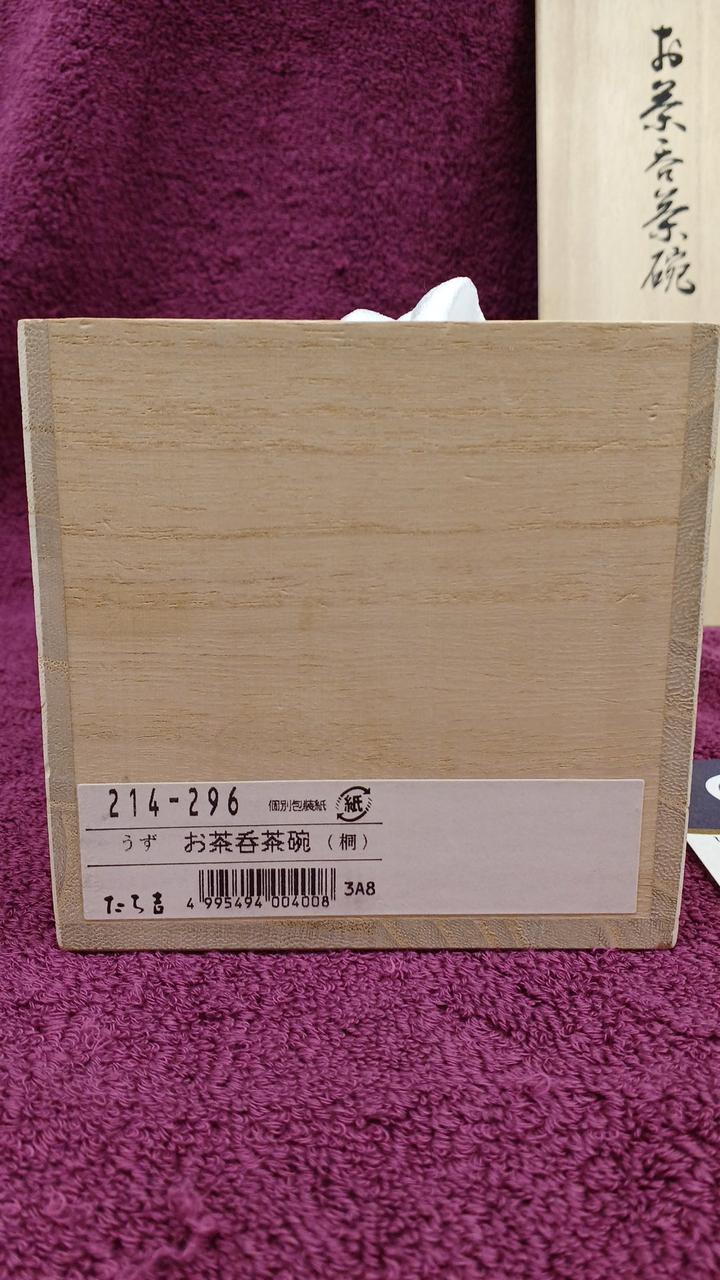 お茶呑茶碗
214-296 個別包装紙 紙
うず お茶呑茶碗 (桐)
たち吉 4 995494 004008 3A8